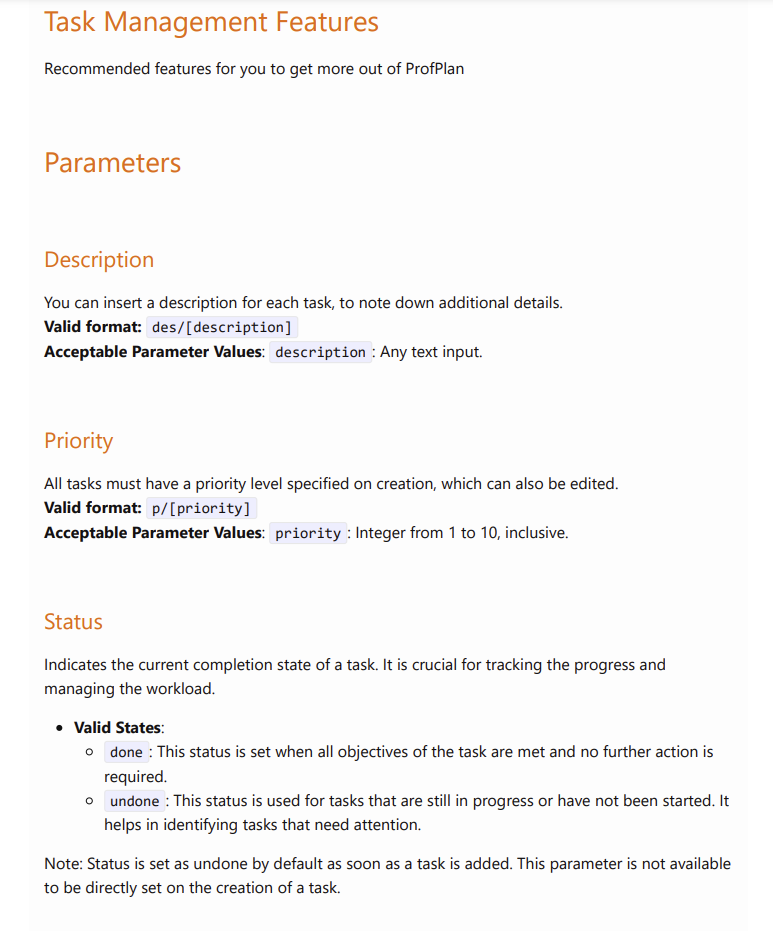 Task Management Features
Recommended features for you to get more out of ProfPlan
Parameters
Description
You can insert a description for each task, to note down additional details.
Valid format: des/[description]
Acceptable Parameter Values: description : Any text input.
Priority
All tasks must have a priority level specified on creation, which can also be edited.
Valid format: p/[priority]
Acceptable Parameter Values: priority : Integer from 1 to 10, inclusive.
Status
Indicates the current completion state of a task. It is crucial for tracking the progress and
managing the workload.
• Valid States:
◦ done : This status is set when all objectives of the task are met and no further action is
required.
◦ undone : This status is used for tasks that are still in progress or have not been started. It
helps in identifying tasks that need attention.
Note: Status is set as undone by default as soon as a task is added. This parameter is not available
to be directly set on the creation of a task.